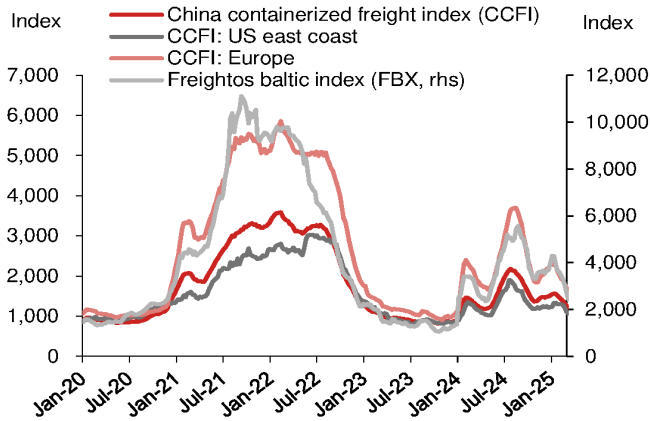 Index
Index
China containerized freight index (CCFI)
CCFI: US east coast
CCFI: Europe
Freightos baltic index (FBX, rhs)
7,000
6,000
5,000
4,000
3,000
2,000
1,000
0
12,000
10,000
8,000
6,000
4,000
2,000
0
Jan-20
Jul-20
Jan-21
Jul-21
Jan-22
Jul-22
Jan-23
Jul-23
Jan-24
Jul-24
Jan-25